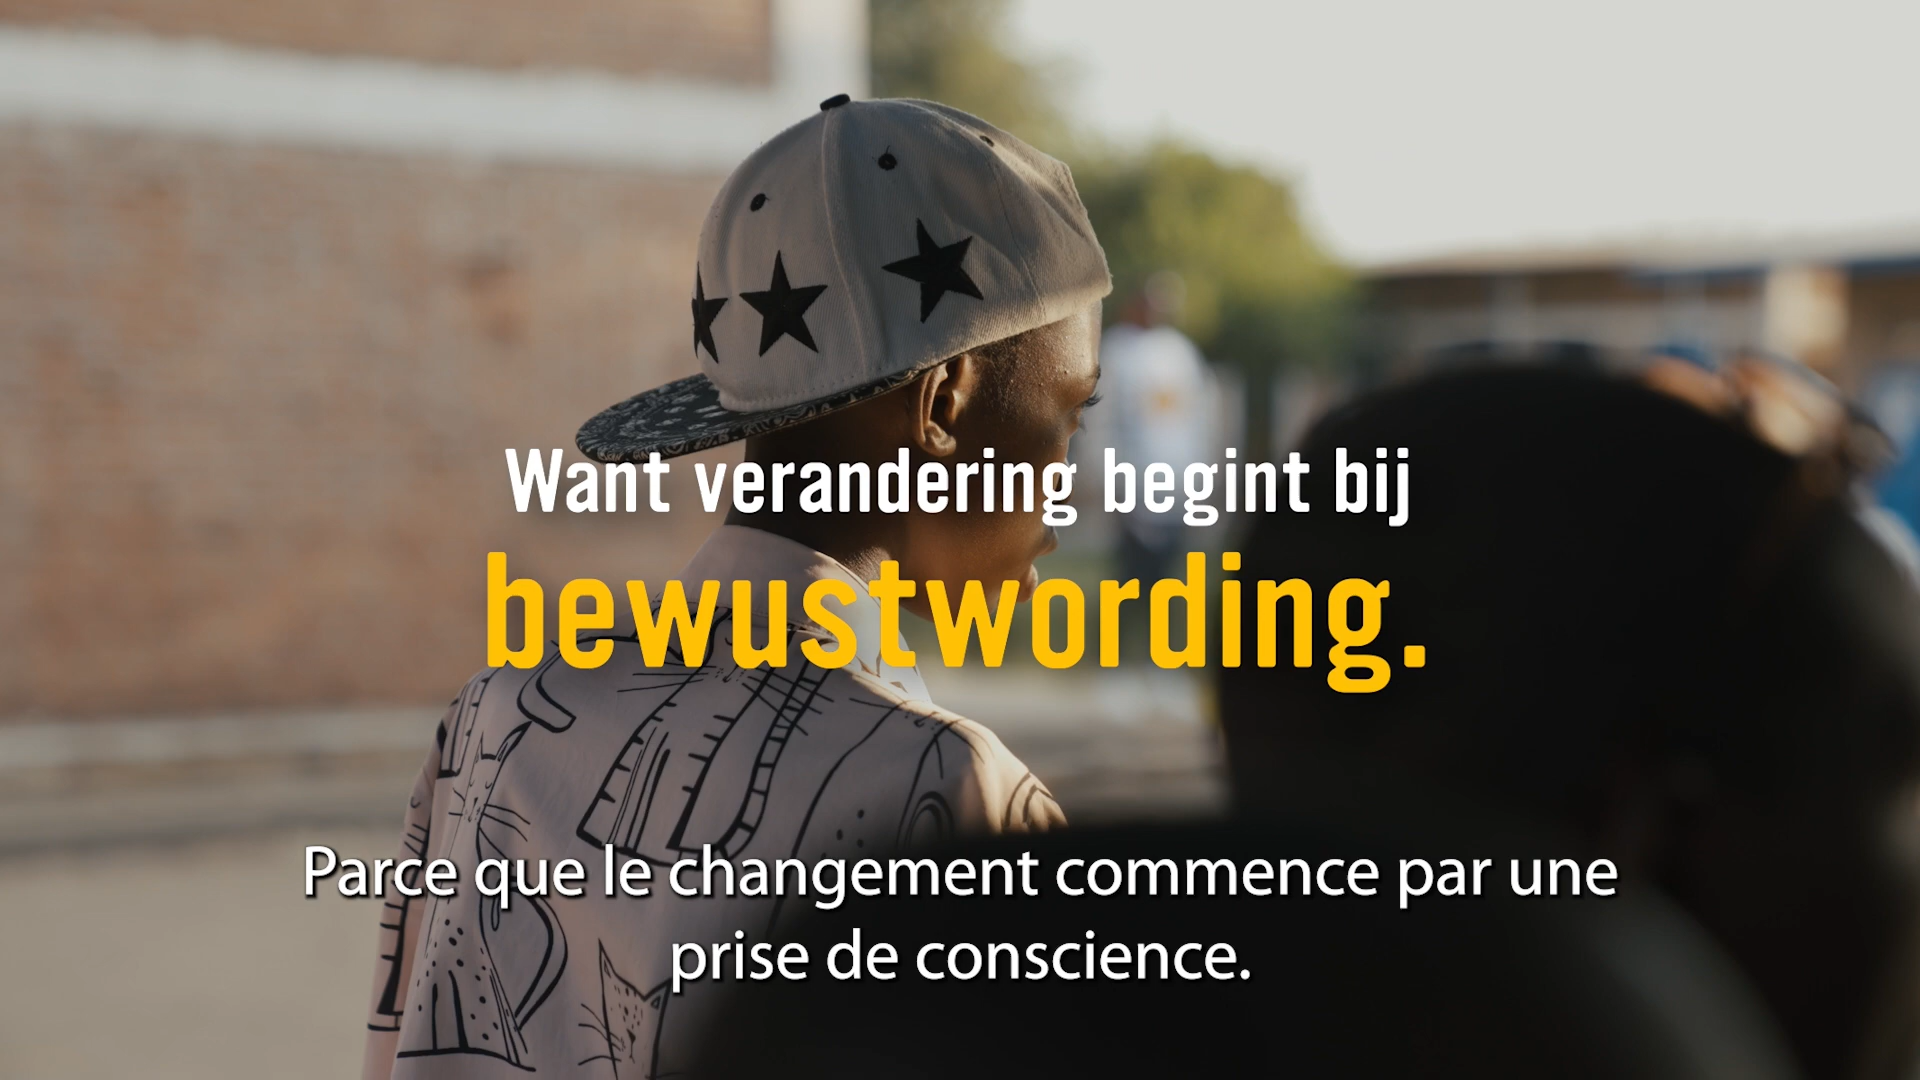 Want verandering begint bij
bewustwording.
Parce que le changement commence par une
prise de conscience.